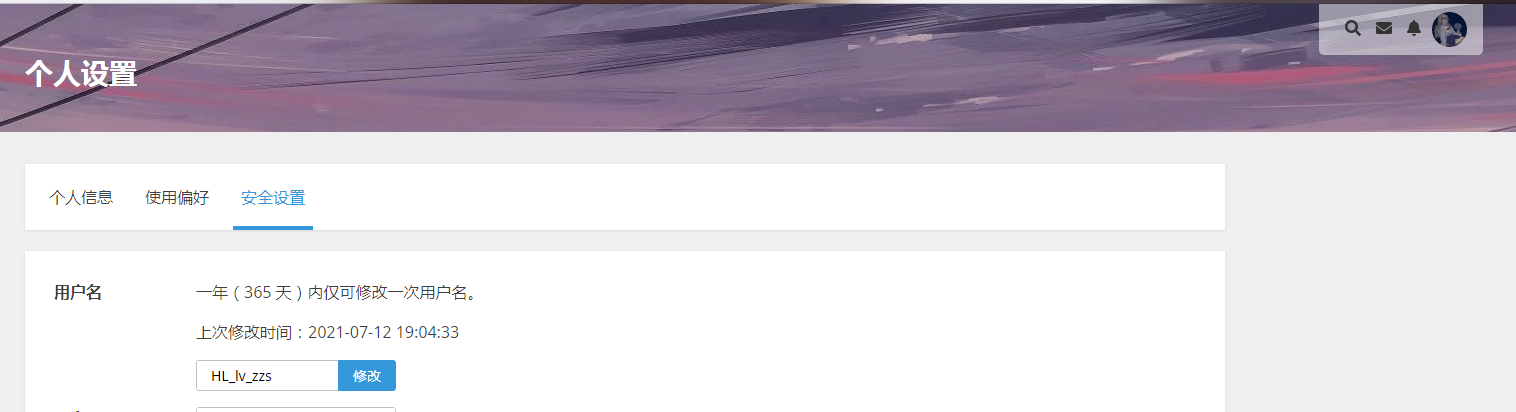 个人设置
个人信息 使用偏好 安全设置
用户名 一年（365 天）内仅可修改一次用户名。
上次修改时间：2021-07-12 19:04:33
HL_lv_zzs 修改